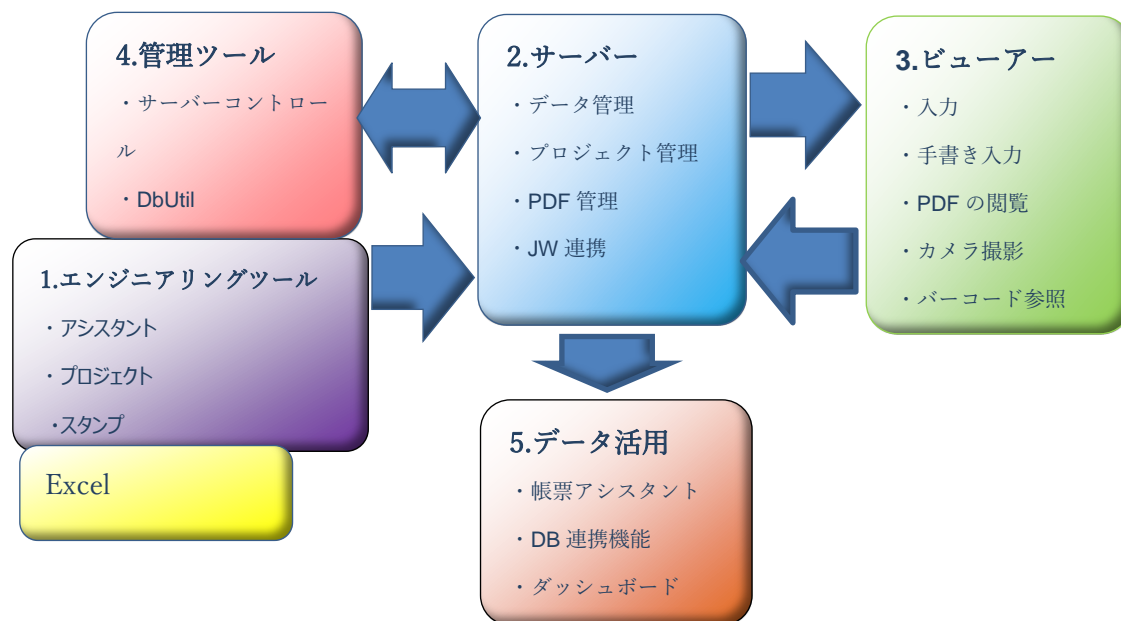 4.管理ツール
・サーバーコントロー
ル
・DbUtil
2.サーバー
・データ管理
・プロジェクト管理
・PDF 管理
・JW 連携
3.ビューアー
・入力
・手書き入力
・PDF の閲覧
・カメラ撮影
・バーコード参照
1.エンジニアリングツール
・アシスタント
・プロジェクト
・スタンプ
Excel
5.データ活用
・帳票アシスタント
・DB 連携機能
・ダッシュボード